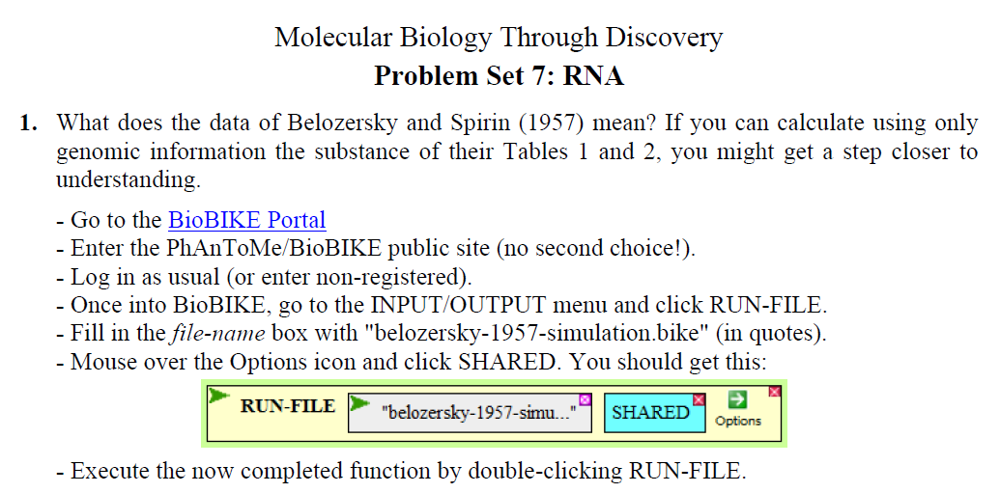 Molecular Biology Through Discovery
Problem Set 7: RNA
1. What does the data of Belozersky and Spirin (1957) mean? If you can calculate using only
genomic information the substance of their Tables 1 and 2, you might get a step closer to
understanding.
- Go to the BioBIKE Portal
- Enter the PhAnToMe/BioBIKE public site (no second choice!).
- Log in as usual (or enter non-registered).
- Once into BioBIKE, go to the INPUT/OUTPUT menu and click RUN-FILE.
- Fill in the file-name box with "belozersky-1957-simulation.bike" (in quotes).
- Mouse over the Options icon and click SHARED. You should get this:
RUN-FILE "belozersky-1957-simu..." SHARED Options
- Execute the now completed function by double-clicking RUN-FILE.